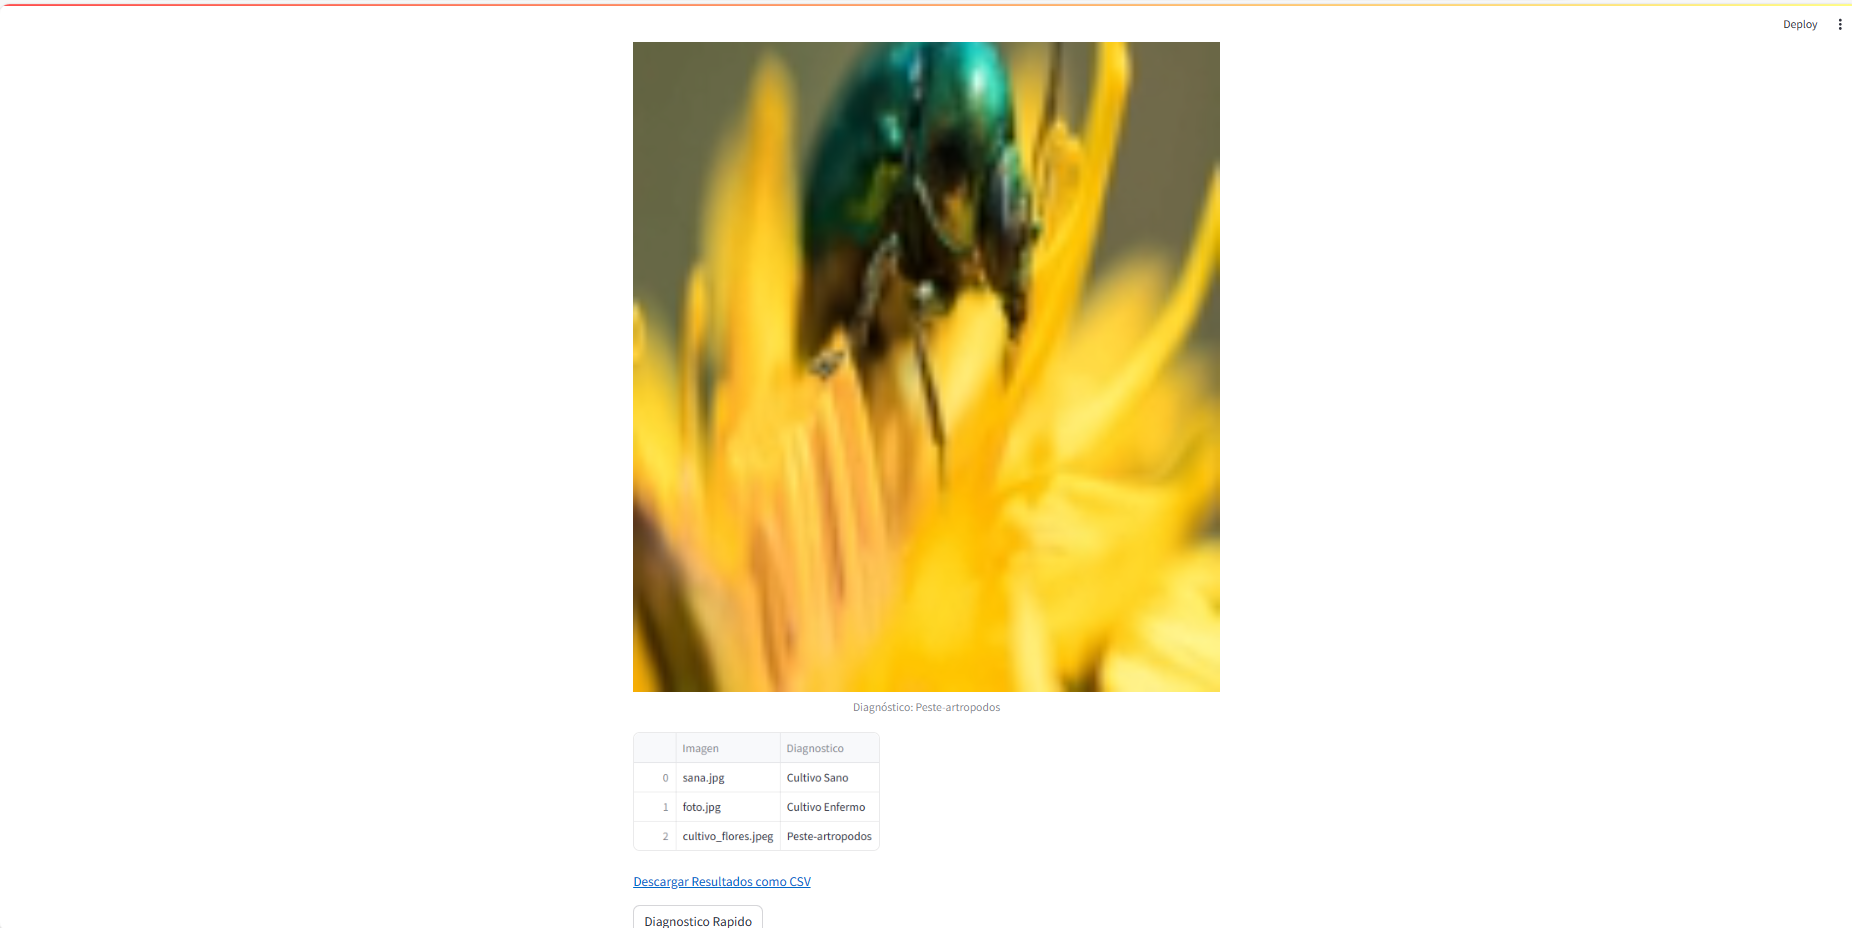 Deploy
Diagnóstico: Peste-artropodos
Imagen Diagnostico
0 sana.jpg Cultivo Sano
1 foto.jpg Cultivo Enfermo
2 cultivo_flores.jpeg Peste-artropodos
Descargar Resultados como CSV
Diagnostico Rapido